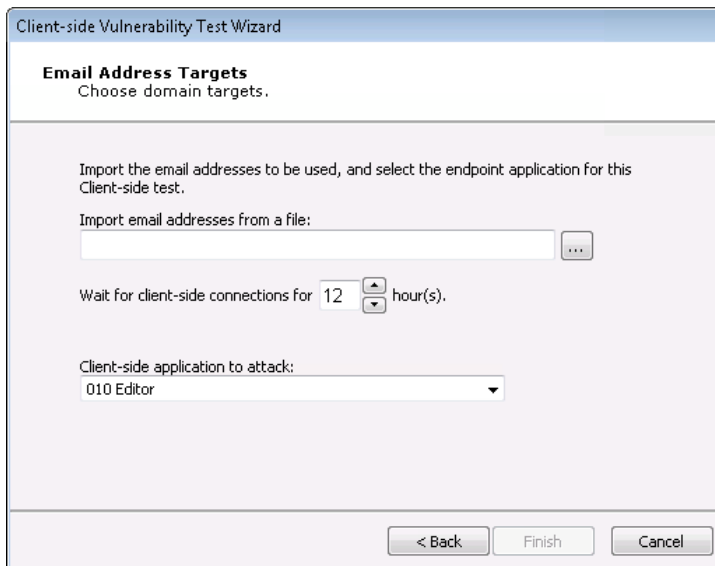 Client-side Vulnerability Test Wizard
Email Address Targets
Choose domain targets.
Import the email addresses to be used, and select the endpoint application for this
Client-side test.
Import email addresses from a file:
...
Wait for client-side connections for 12 hour(s).
Client-side application to attack:
010 Editor
< Back Finish Cancel